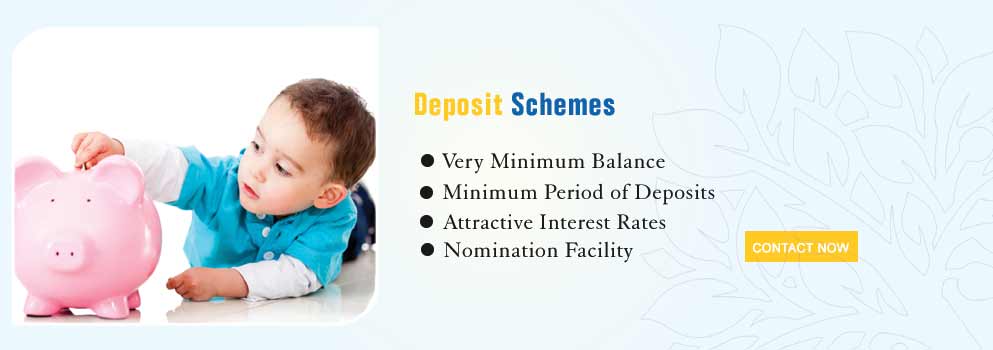 Deposit Schemes
● Very Minimum Balance
● Minimum Period of Deposits
● Attractive Interest Rates
● Nomination Facility
CONTACT NOW